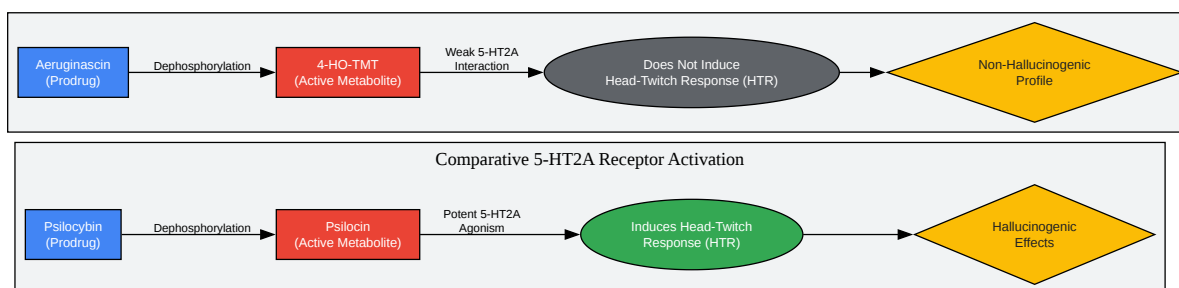 Aeruginascin
(Prodrug)
Dephosphorylation
4-HO-TMT
(Active Metabolite)
Weak 5-HT2A
Interaction
Does Not Induce
Head-Twitch Response (HTR)
Non-Hallucinogenic
Profile
Comparative 5-HT2A Receptor Activation
Psilocybin
(Prodrug)
Dephosphorylation
Psilocin
(Active Metabolite)
Potent 5-HT2A
Agonism
Induces Head-Twitch
Response (HTR)
Hallucinogenic
Effects